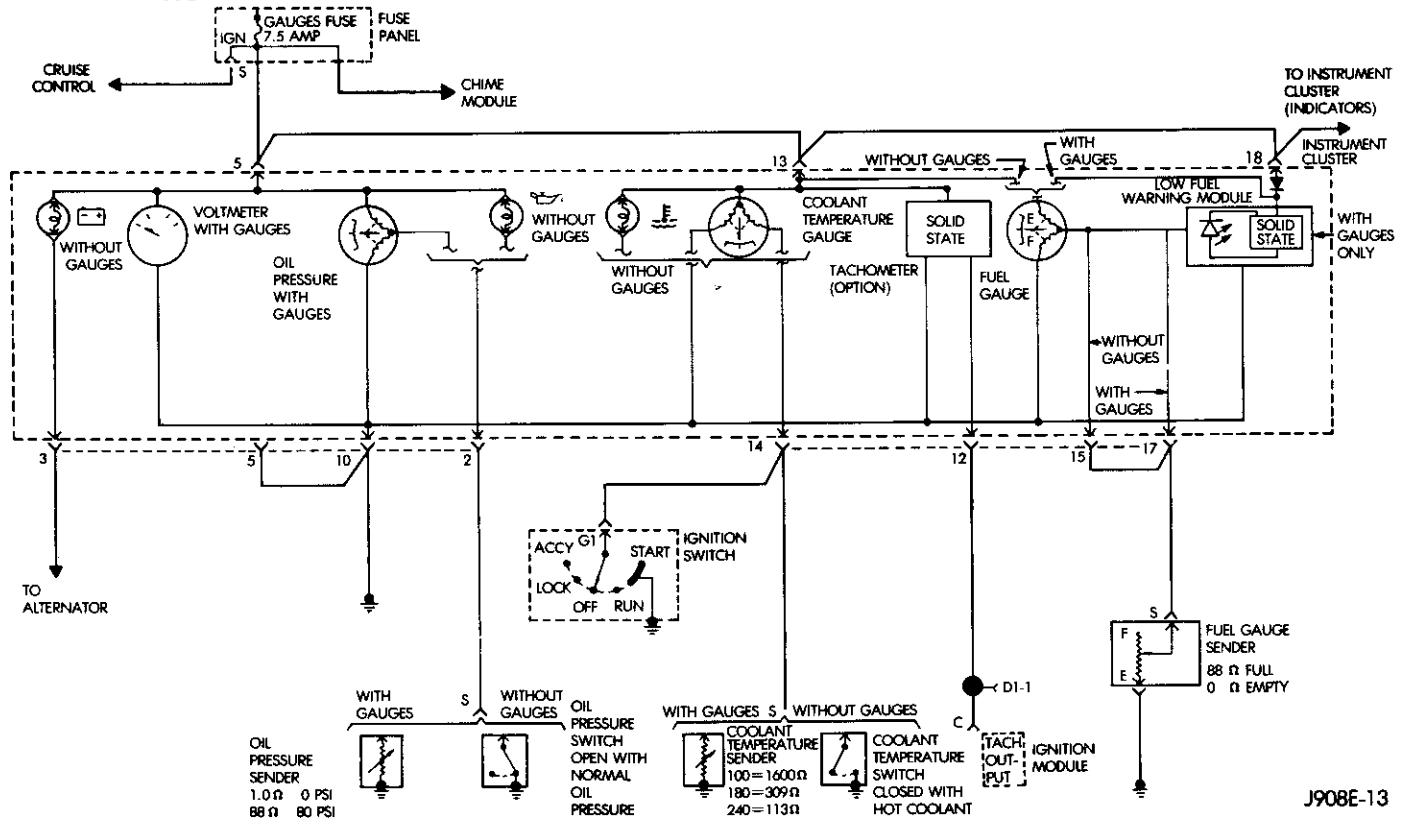 GAUGES FUSE
7.5 AMP
IGN
FUSE
PANEL
S
CRUISE
CONTROL
CHIME
MODULE
TO INSTRUMENT
CLUSTER
(INDICATORS)
INSTRUMENT
CLUSTER
5
13
WITHOUT GAUGES
WITH
GAUGES
18
LOW FUEL
WARNING MODULE
WITHOUT
GAUGES
VOLTMETER
WITH GAUGES
OIL
PRESSURE
WITH
GAUGES
WITHOUT
GAUGES
WITHOUT
GAUGES
COOLANT
TEMPERATURE
GAUGE
SOLID
STATE
TACHOMETER
(OPTION)
E
F
FUEL
GAUGE
SOLID
STATE
WITH
GAUGES
ONLY
WITHOUT
GAUGES
WITH
GAUGES
3
5
10
2
14
12
15
17
TO
ALTERNATOR
G1
ACCY
START
LOCK
OFF
RUN
IGNITION
SWITCH
S
F
E
FUEL GAUGE
SENDER
88 Ω FULL
0 Ω EMPTY
D1-1
C
TACH
OUT-
PUT
IGNITION
MODULE
WITH
GAUGES
S
WITHOUT
GAUGES
OIL
PRESSURE
SENDER
1.0 Ω 0 PSI
88 Ω 80 PSI
OIL
PRESSURE
SWITCH
OPEN WITH
NORMAL
OIL
PRESSURE
WITH GAUGES S WITHOUT GAUGES
COOLANT
TEMPERATURE
SENDER
100=1600Ω
180=309Ω
240=113Ω
COOLANT
TEMPERATURE
SWITCH
CLOSED WITH
HOT COOLANT
J908E-13